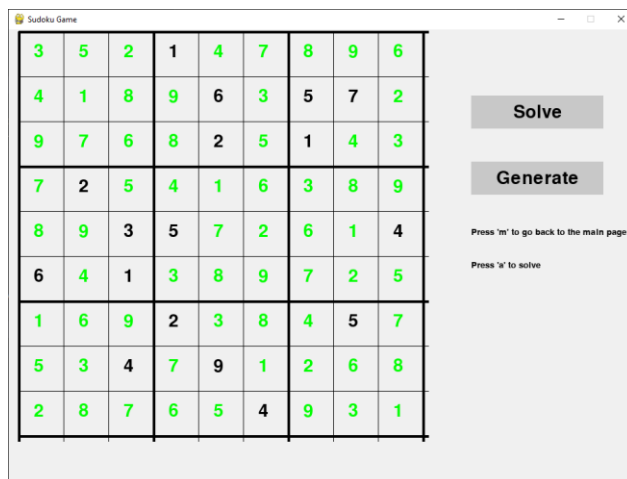 Sudoku Game
3 5 2 1 4 7 8 9 6
4 1 8 9 6 3 5 7 2
9 7 6 8 2 5 1 4 3
7 2 5 4 1 6 3 8 9
8 9 3 5 7 2 6 1 4
6 4 1 3 8 9 7 2 5
1 6 9 2 3 8 4 5 7
5 3 4 7 9 1 2 6 8
2 8 7 6 5 4 9 3 1
Solve
Generate
Press 'm' to go back to the main page
Press 'a' to solve